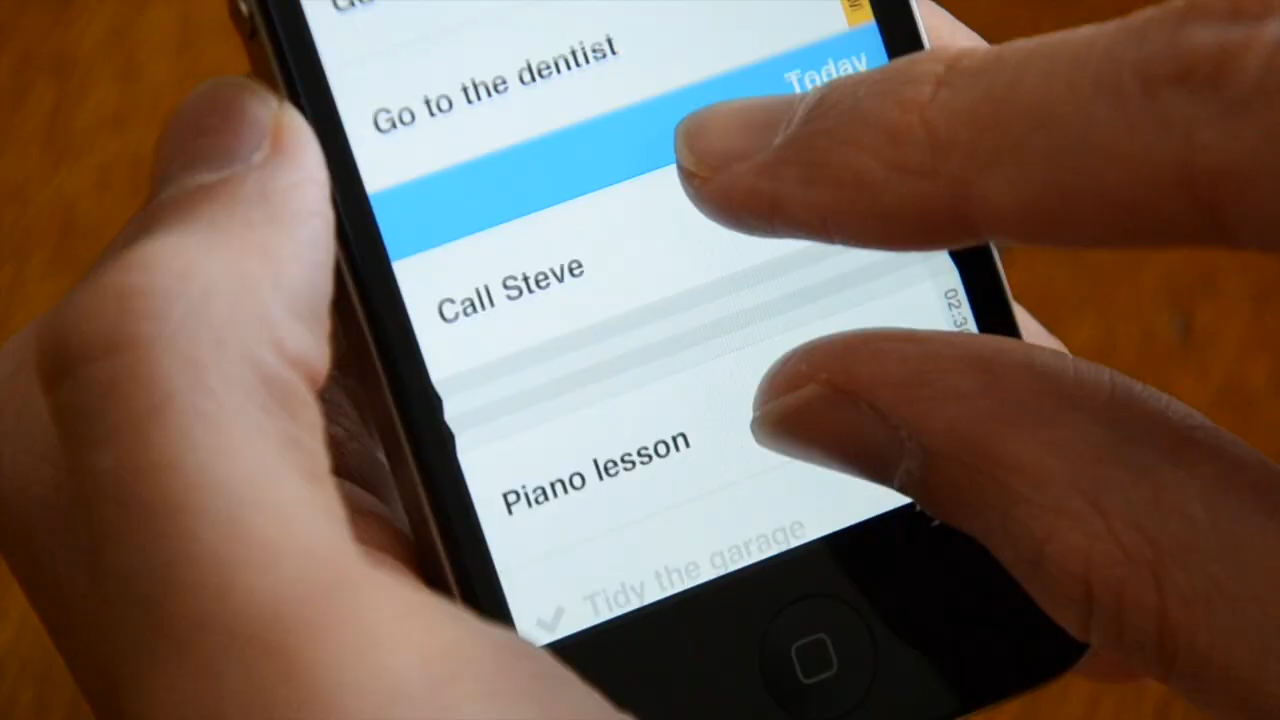 Go to the dentist
Today
Call Steve
Piano lesson
Tidy the garage